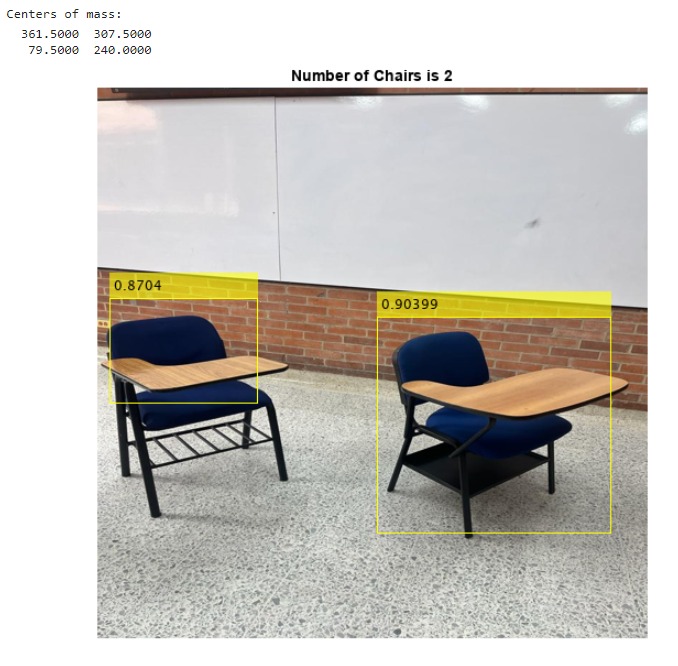 Centers of mass:
361.5000 307.5000
79.5000 240.0000
Number of Chairs is 2
0.8704
0.90399